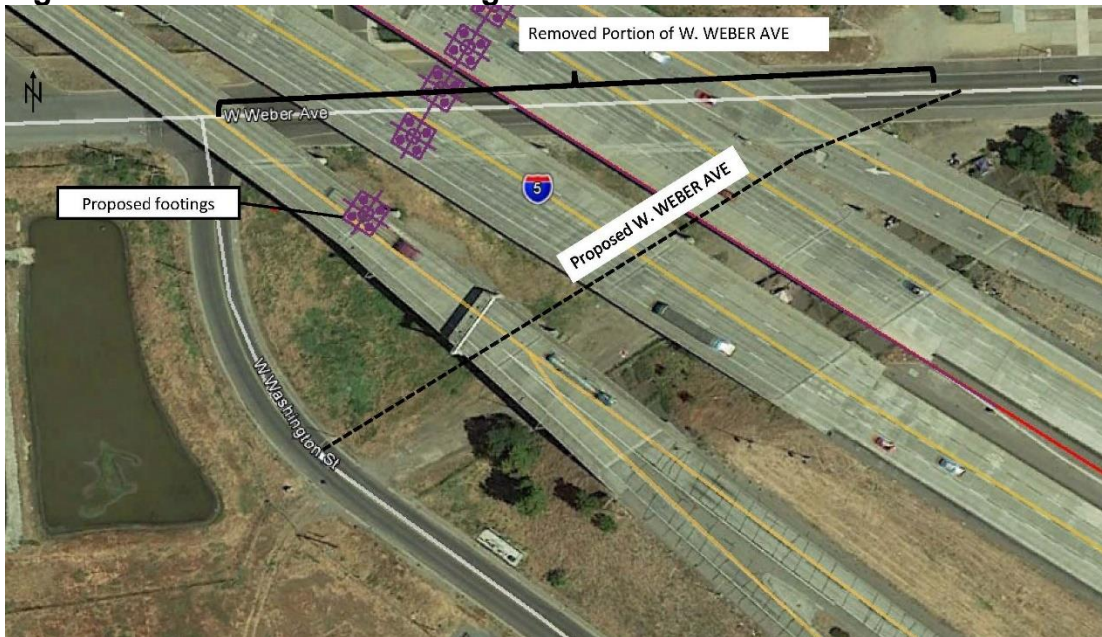 Removed Portion of W. WEBER AVE
N
W Weber Ave
5
Proposed footings
Proposed W. WEBER AVE
W Washington St